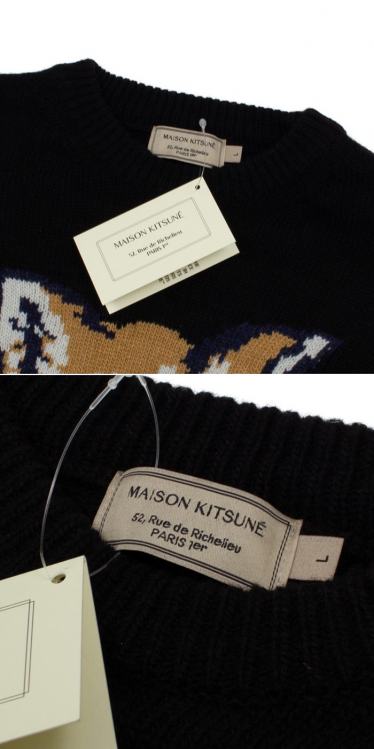 MAISON KITSUNÉ
52, Rue de Richelieu
PARIS 1er
L
MAISON KITSUNÉ
52, Rue de Richelieu
PARIS 1er
MAISON KITSUNÉ
52, Rue de Richelieu
PARIS 1er
L